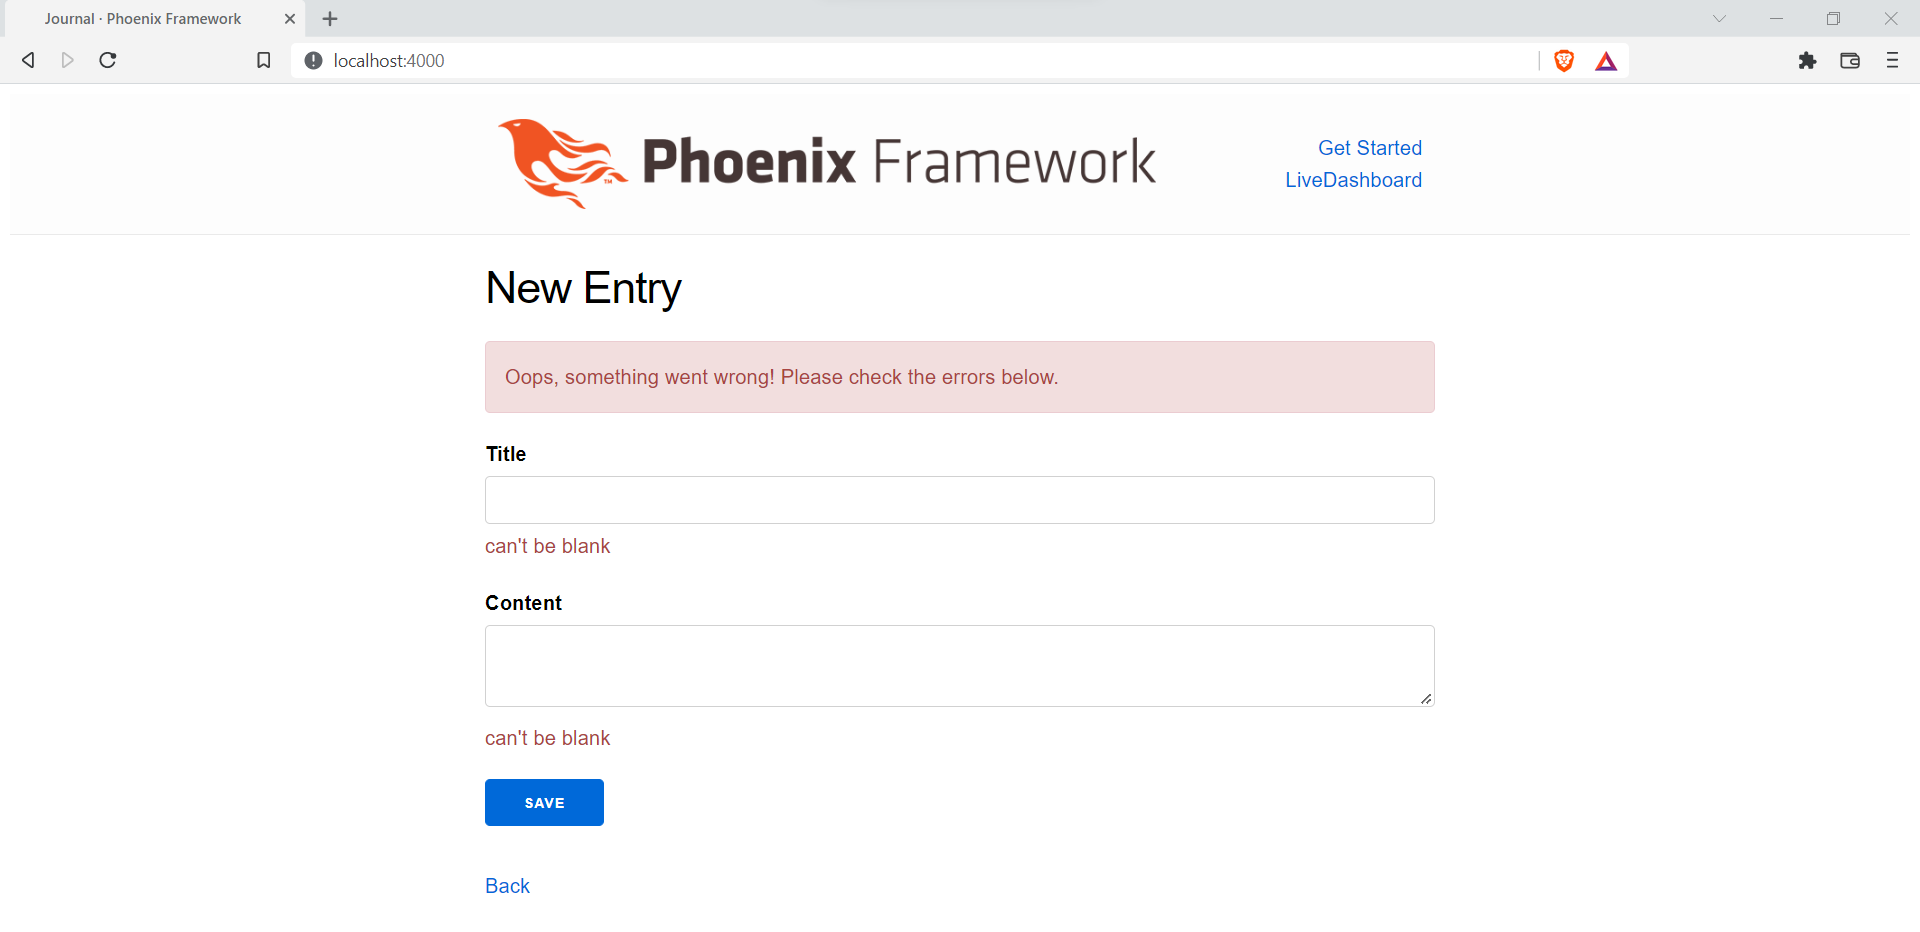 Journal · Phoenix Framework
localhost:4000
Phoenix Framework
TM
Get Started
LiveDashboard
New Entry
Oops, something went wrong! Please check the errors below.
Title
can't be blank
Content
can't be blank
SAVE
Back